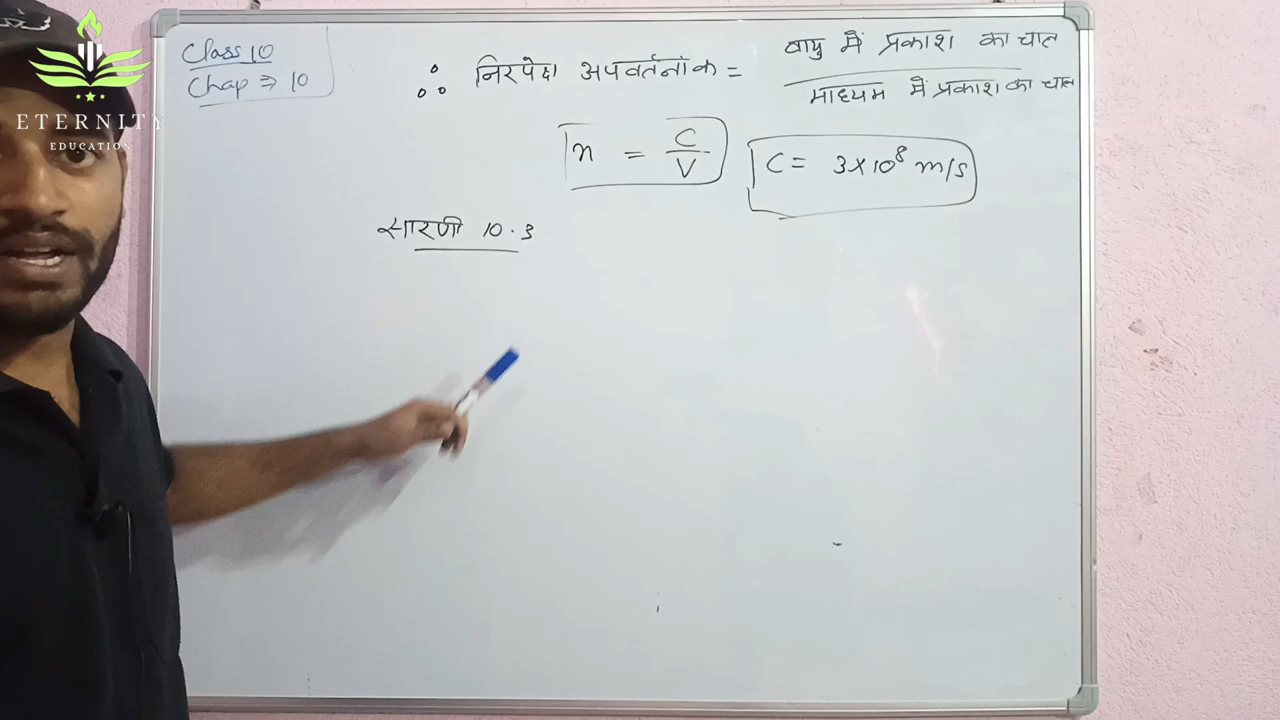 ETERNITY
EDUCATION
Class 10
Chap ⇒ 10
∴ निरपेक्ष अपवर्तनांक = वायु में प्रकाश का चाल
माध्यम में प्रकाश का चाल
n = C/V
C = 3×10⁸ m/s
सारणी 10.3